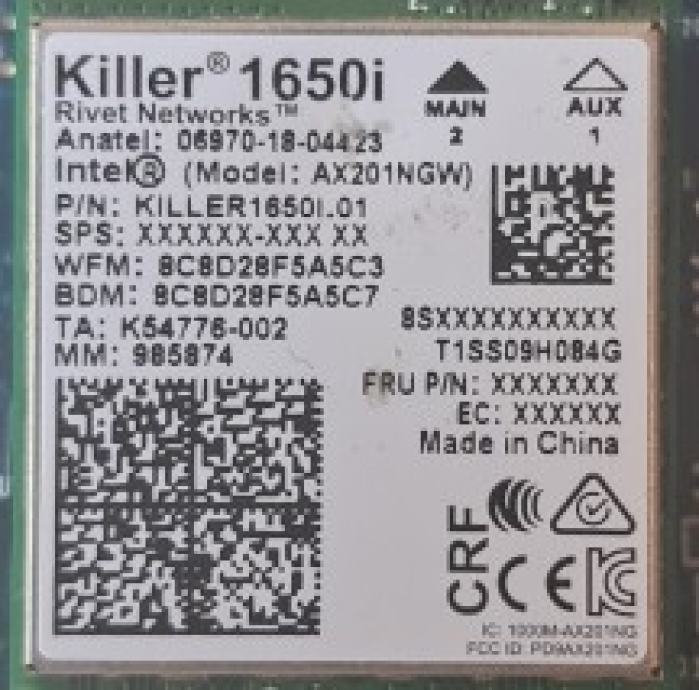 Killer® 1650i
Rivet Networks™
MAIN
2
AUX
1
Anatel: 06970-18-04423
Intel® (Model: AX201NGW)
P/N: KILLER1650I.01
SPS: XXXXXX-XXX XX
WFM: 8C8D28F5A5C3
BDM: 8C8D28F5A5C7
TA: K54776-002
MM: 985874
8SXXXXXXXXXX
T1SS09H084G
FRU P/N: XXXXXXX
EC: XXXXXX
Made in China
CRF
CE
IC: 1000M-AX201NG
FCC ID: PD9AX201NG